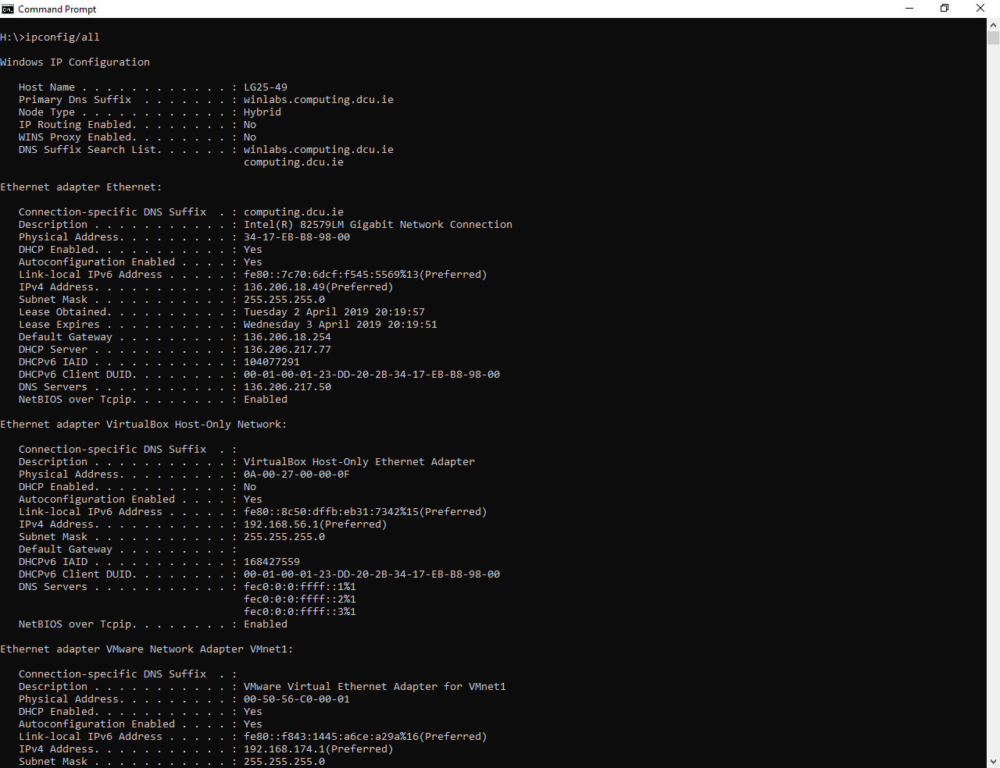 Command Prompt
H:\>ipconfig/all
Windows IP Configuration
   Host Name . . . . . . . . . . . . : LG25-49
   Primary Dns Suffix  . . . . . . . : winlabs.computing.dcu.ie
   Node Type . . . . . . . . . . . . : Hybrid
   IP Routing Enabled. . . . . . . . : No
   WINS Proxy Enabled. . . . . . . . : No
   DNS Suffix Search List. . . . . . : winlabs.computing.dcu.ie
                                       computing.dcu.ie
Ethernet adapter Ethernet:
   Connection-specific DNS Suffix  . : computing.dcu.ie
   Description . . . . . . . . . . . : Intel(R) 82579LM Gigabit Network Connection
   Physical Address. . . . . . . . . : 34-17-EB-B8-98-00
   DHCP Enabled. . . . . . . . . . . : Yes
   Autoconfiguration Enabled . . . . : Yes
   Link-local IPv6 Address . . . . . : fe80::7c70:6dcf:f545:5569%13(Preferred)
   IPv4 Address. . . . . . . . . . . : 136.206.18.49(Preferred)
   Subnet Mask . . . . . . . . . . . : 255.255.255.0
   Lease Obtained. . . . . . . . . . : Tuesday 2 April 2019 20:19:57
   Lease Expires . . . . . . . . . . : Wednesday 3 April 2019 20:19:51
   Default Gateway . . . . . . . . . : 136.206.18.254
   DHCP Server . . . . . . . . . . . : 136.206.217.77
   DHCPv6 IAID . . . . . . . . . . . : 104077291
   DHCPv6 Client DUID. . . . . . . . : 00-01-00-01-23-DD-20-2B-34-17-EB-B8-98-00
   DNS Servers . . . . . . . . . . . : 136.206.217.50
   NetBIOS over Tcpip. . . . . . . . : Enabled
Ethernet adapter VirtualBox Host-Only Network:
   Connection-specific DNS Suffix  . :
   Description . . . . . . . . . . . : VirtualBox Host-Only Ethernet Adapter
   Physical Address. . . . . . . . . : 0A-00-27-00-00-0F
   DHCP Enabled. . . . . . . . . . . : No
   Autoconfiguration Enabled . . . . : Yes
   Link-local IPv6 Address . . . . . : fe80::8c50:dffb:eb31:7342%15(Preferred)
   IPv4 Address. . . . . . . . . . . : 192.168.56.1(Preferred)
   Subnet Mask . . . . . . . . . . . : 255.255.255.0
   Default Gateway . . . . . . . . . :
   DHCPv6 IAID . . . . . . . . . . . : 168427559
   DHCPv6 Client DUID. . . . . . . . : 00-01-00-01-23-DD-20-2B-34-17-EB-B8-98-00
   DNS Servers . . . . . . . . . . . : fec0:0:0:ffff::1%1
                                       fec0:0:0:ffff::2%1
                                       fec0:0:0:ffff::3%1
   NetBIOS over Tcpip. . . . . . . . : Enabled
Ethernet adapter VMware Network Adapter VMnet1:
   Connection-specific DNS Suffix  . :
   Description . . . . . . . . . . . : VMware Virtual Ethernet Adapter for VMnet1
   Physical Address. . . . . . . . . : 00-50-56-C0-00-01
   DHCP Enabled. . . . . . . . . . . : Yes
   Autoconfiguration Enabled . . . . : Yes
   Link-local IPv6 Address . . . . . : fe80::f843:1445:a6ce:a29a%16(Preferred)
   IPv4 Address. . . . . . . . . . . : 192.168.174.1(Preferred)
   Subnet Mask . . . . . . . . . . . : 255.255.255.0